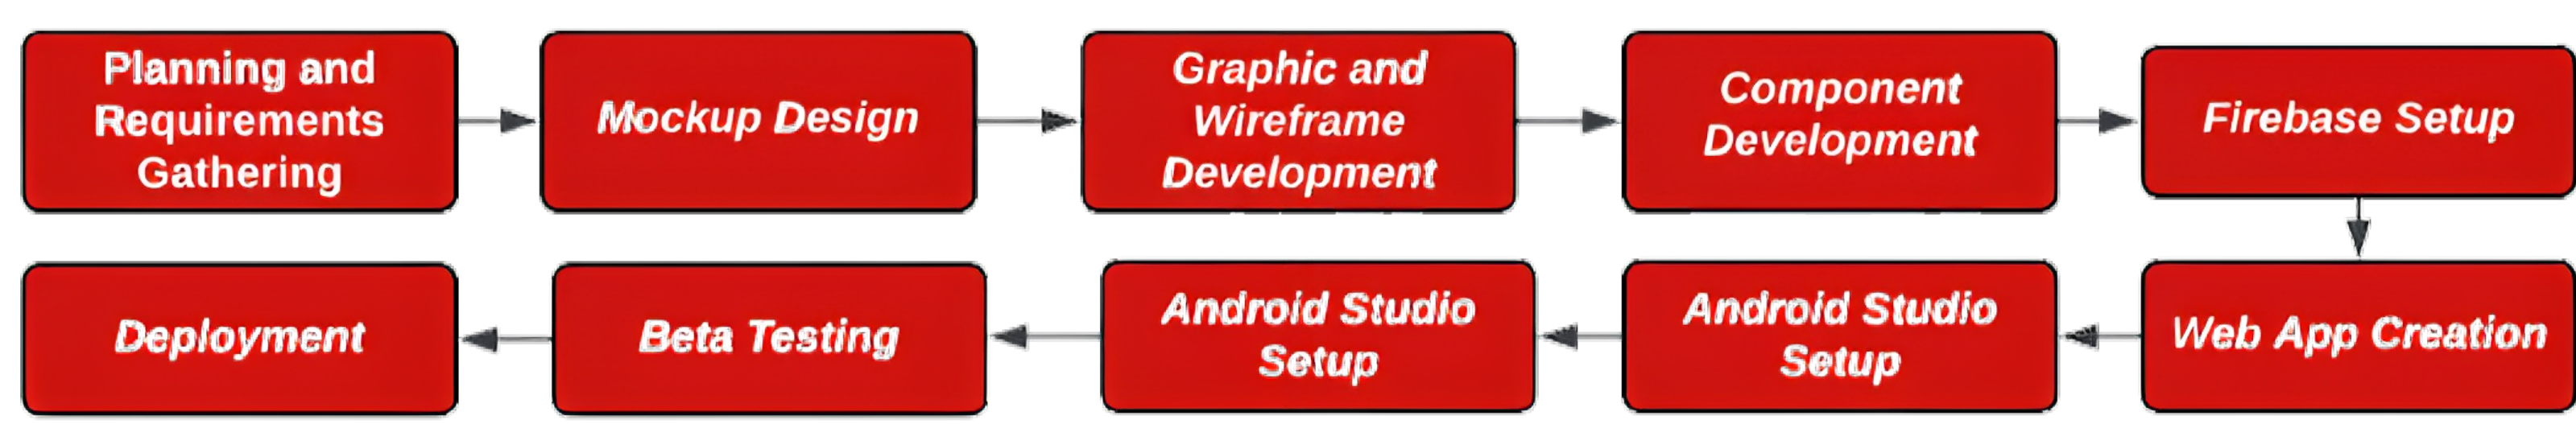 Planning and
Requirements
Gathering
Mockup Design
Graphic and
Wireframe
Development
Component
Development
Firebase Setup
Web App Creation
Android Studio
Setup
Android Studio
Setup
Beta Testing
Deployment